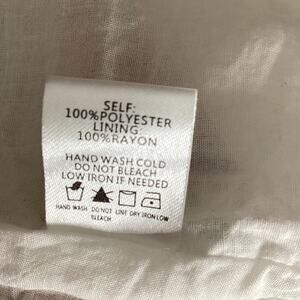 SELF:
100%POLYESTER
LINING:
100%RAYON
HAND WASH COLD
DO NOT BLEACH
LOW IRON IF NEEDED
HAND WASH DO NOT LINT DRY IRON LOW
BLEACH